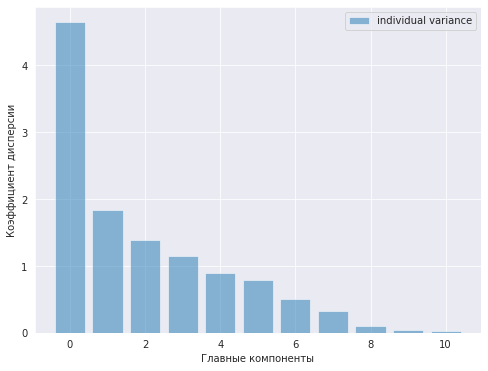 individual variance
Коэффициент дисперсии
4
3
2
1
0
0 2 4 6 8 10
Главные компоненты